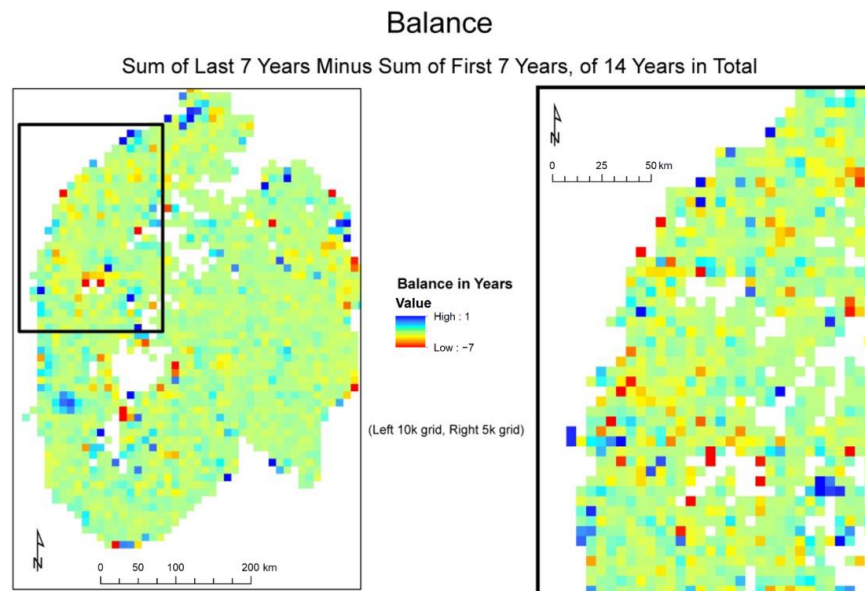 Balance
Sum of Last 7 Years Minus Sum of First 7 Years, of 14 Years in Total
N
0 25 50 km
Balance in Years
Value
High : 1
Low : −7
(Left 10k grid, Right 5k grid)
N
0 50 100 200 km